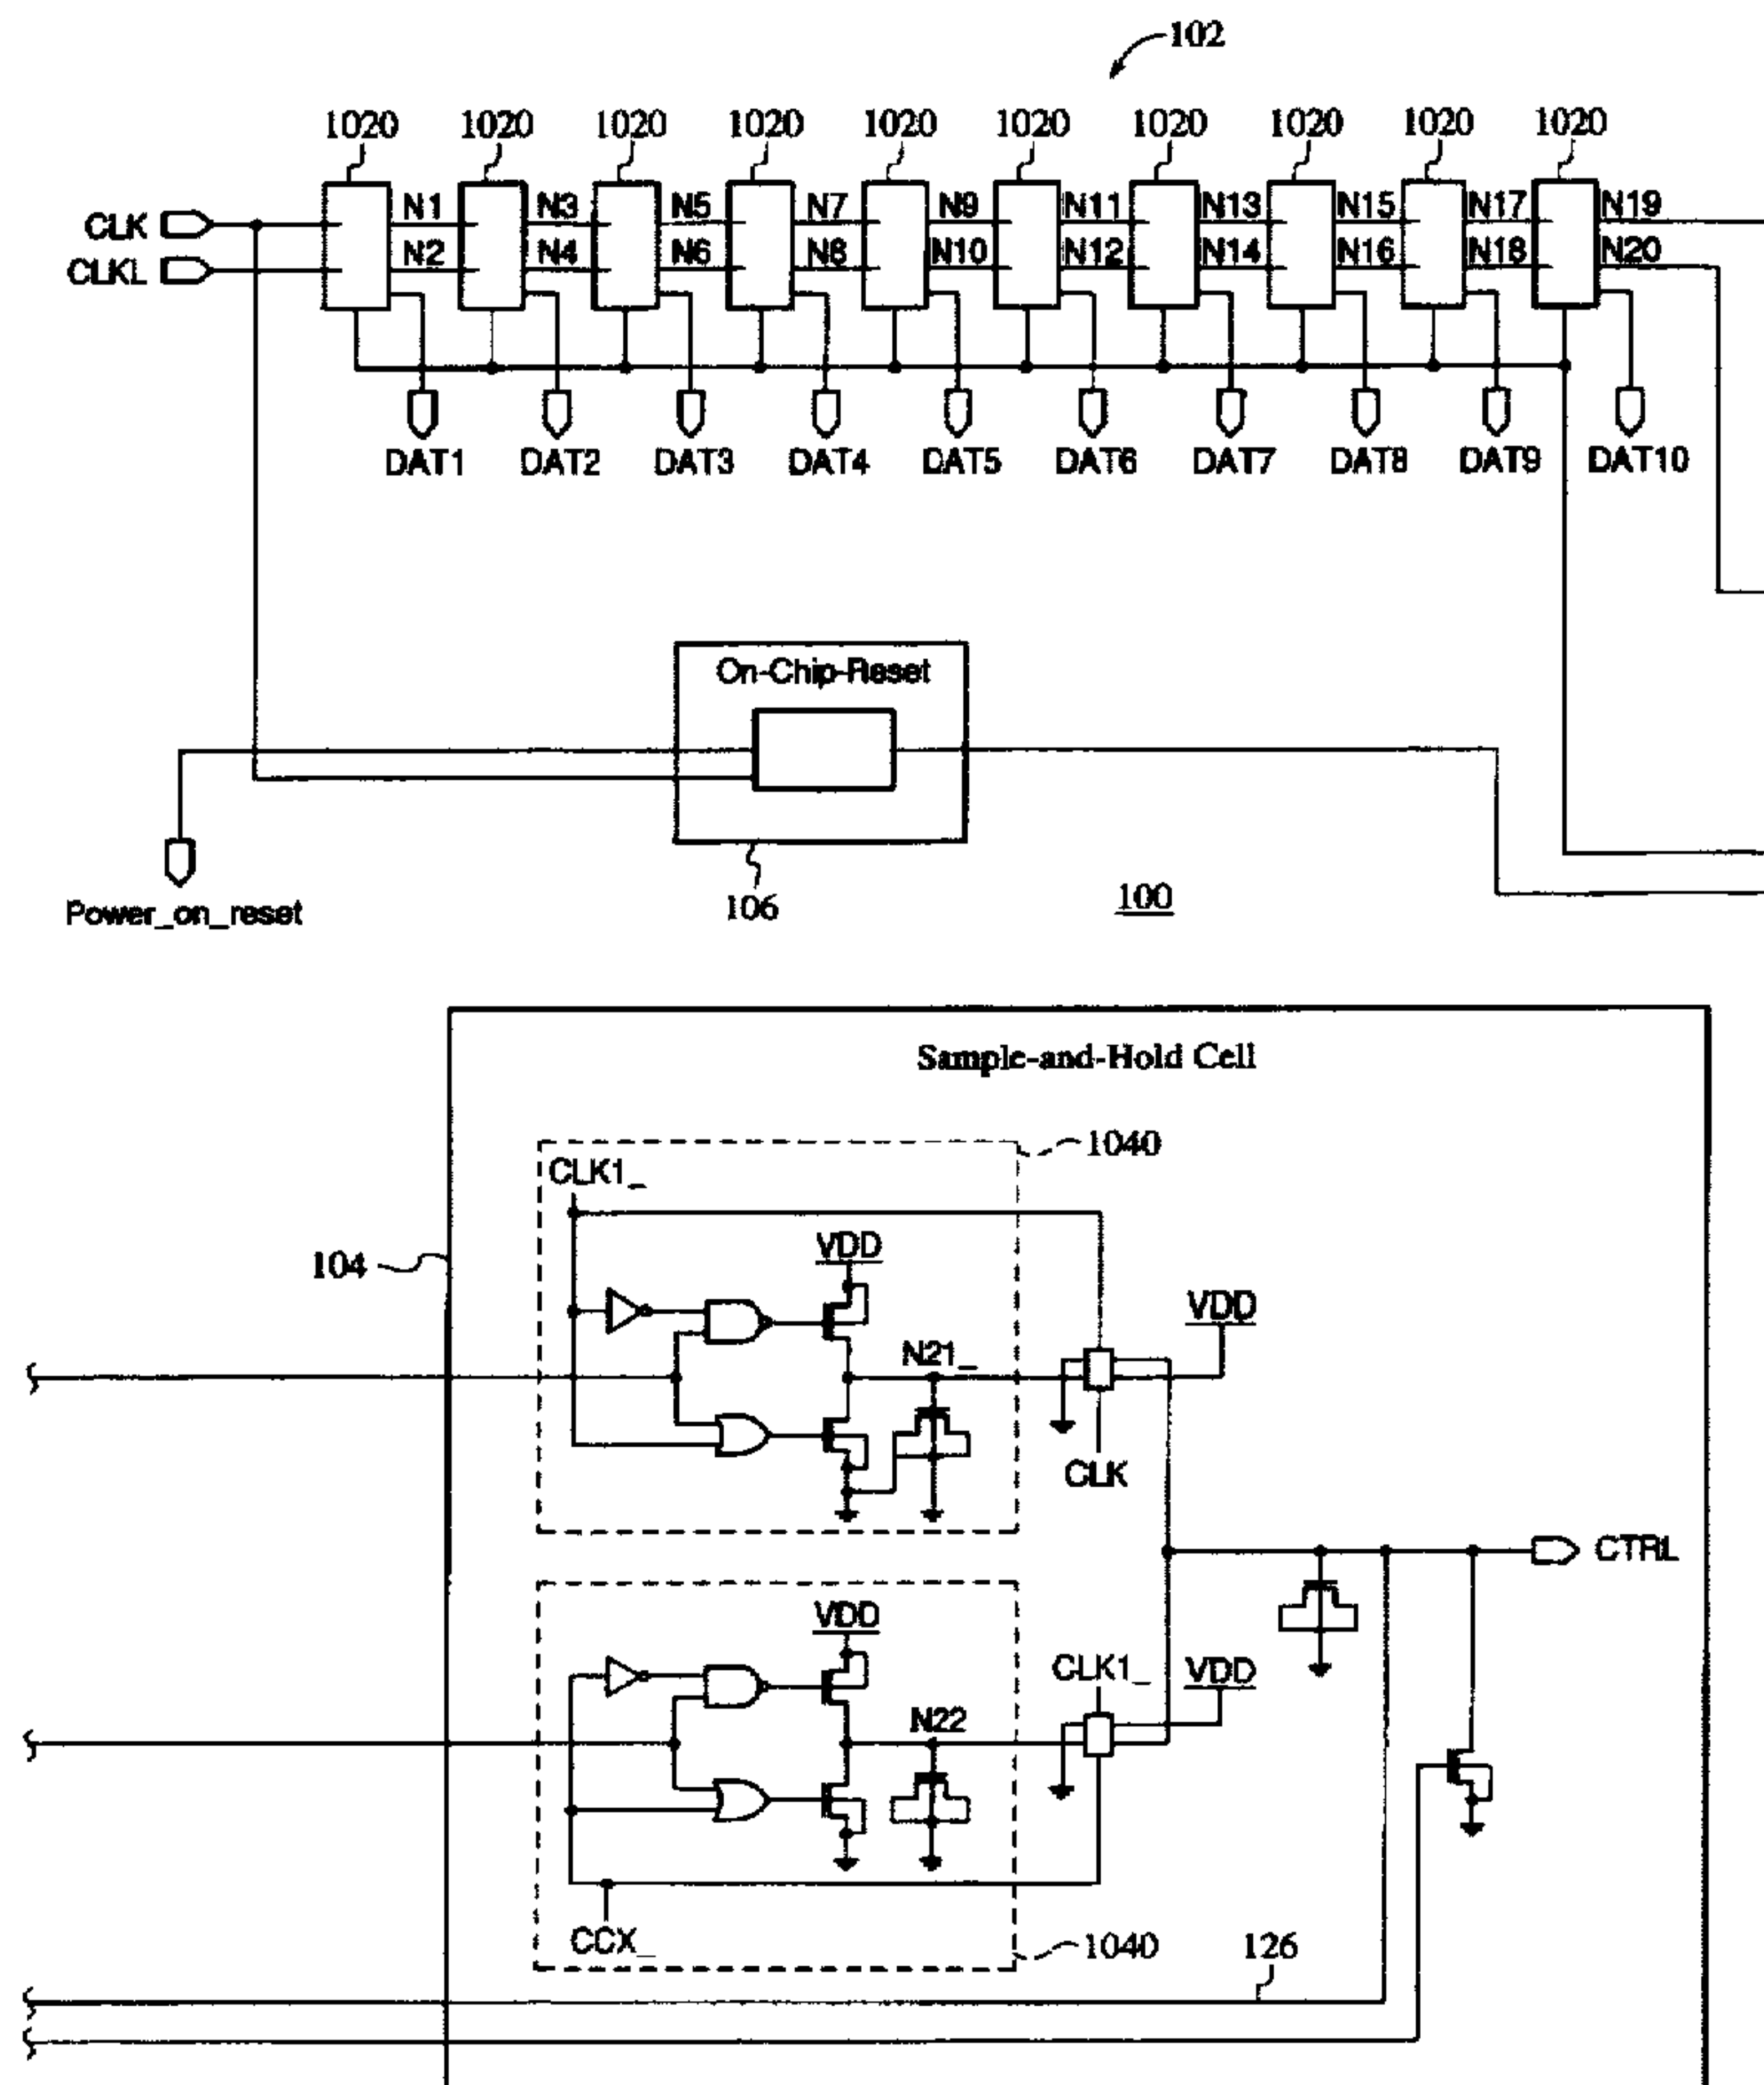 102
1020 1020 1020 1020 1020 1020 1020 1020 1020 1020
CLK N1 N3 N5 N7 N9 N11 N13 N15 N17 N19
CLKL N2 N4 N6 N8 N10 N12 N14 N16 N18 N20
DAT1 DAT2 DAT3 DAT4 DAT5 DAT6 DAT7 DAT8 DAT9 DAT10
On-Chip-Reset
Power_on_reset
106
100
Sample-and-Hold Cell
1040
CLK1_
104
VDD
VDD
N21_
CLK
CTRL
VDD
CLK1_
VDD
N22
CCX_
1040
126